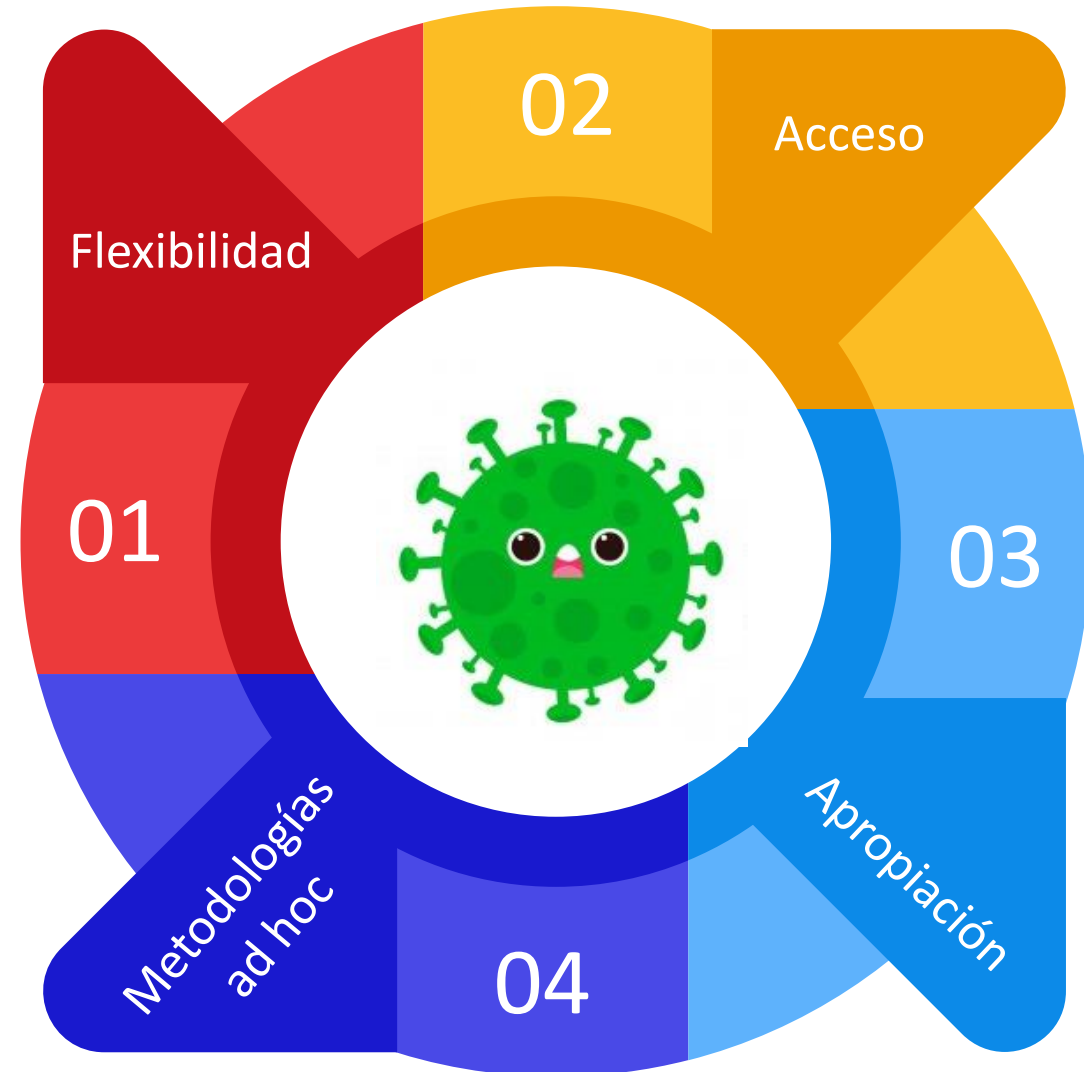 01
Flexibilidad
02
Acceso
03
Apropiación
04
Metodologías
ad hoc